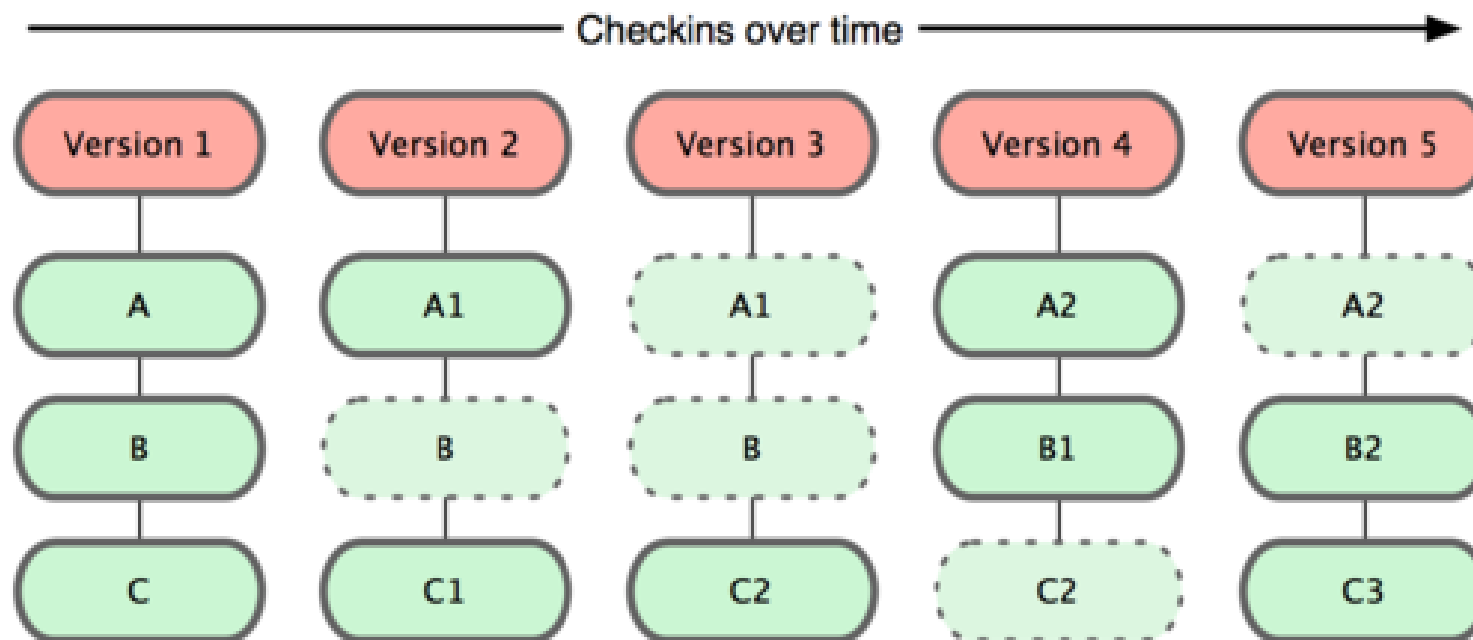 Checkins over time
Version 1 Version 2 Version 3 Version 4 Version 5
A A1 A1 A2 A2
B B B B1 B2
C C1 C2 C2 C3